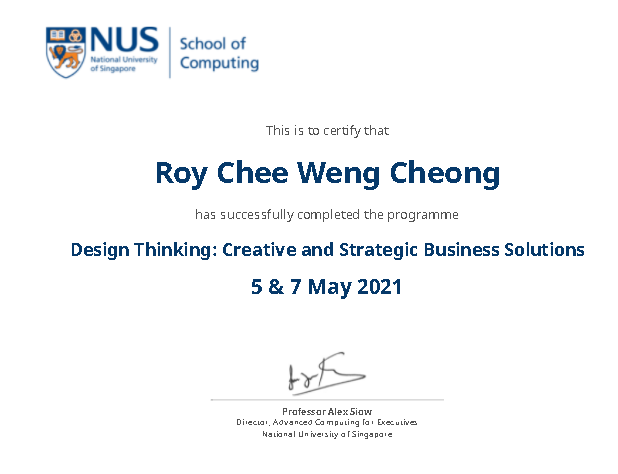 NUS
National University
of Singapore
School of
Computing
This is to certify that
Roy Chee Weng Cheong
has successfully completed the programme
Design Thinking: Creative and Strategic Business Solutions
5 & 7 May 2021
Professor Alex Siow
Director, Advanced Computing for Executives
National University of Singapore